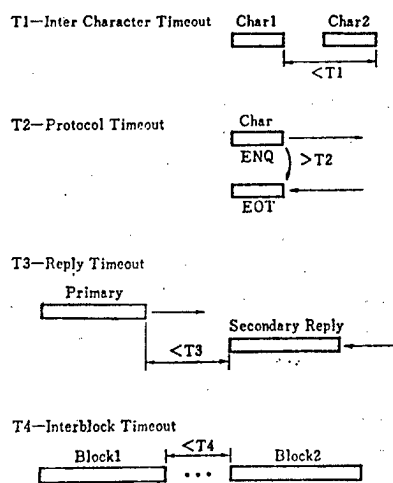 T1—Inter Character Timeout
Char1 Char2
<T1
T2—Protocol Timeout
Char
ENQ
>T2
EOT
T3—Reply Timeout
Primary
Secondary Reply
<T3
T4—Interblock Timeout
<T4
Block1 ••• Block2